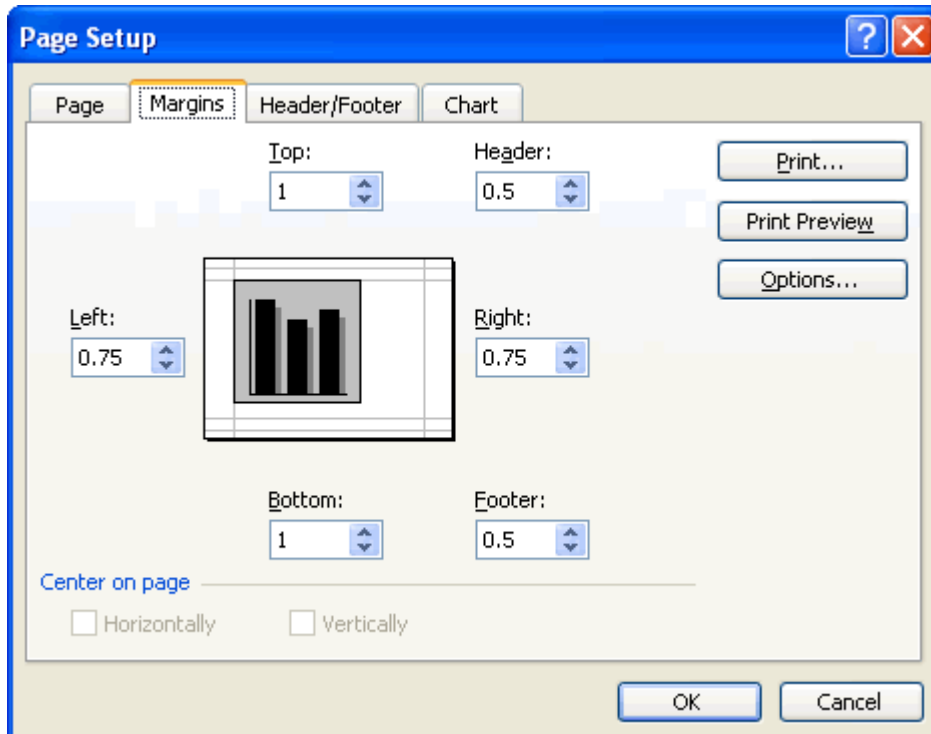 Page Setup
?
Page Margins Header/Footer Chart
Top: Header:
1 0.5
Print...
Print Preview
Options...
Left: Right:
0.75 0.75
Bottom: Footer:
1 0.5
Center on page
Horizontally Vertically
OK Cancel